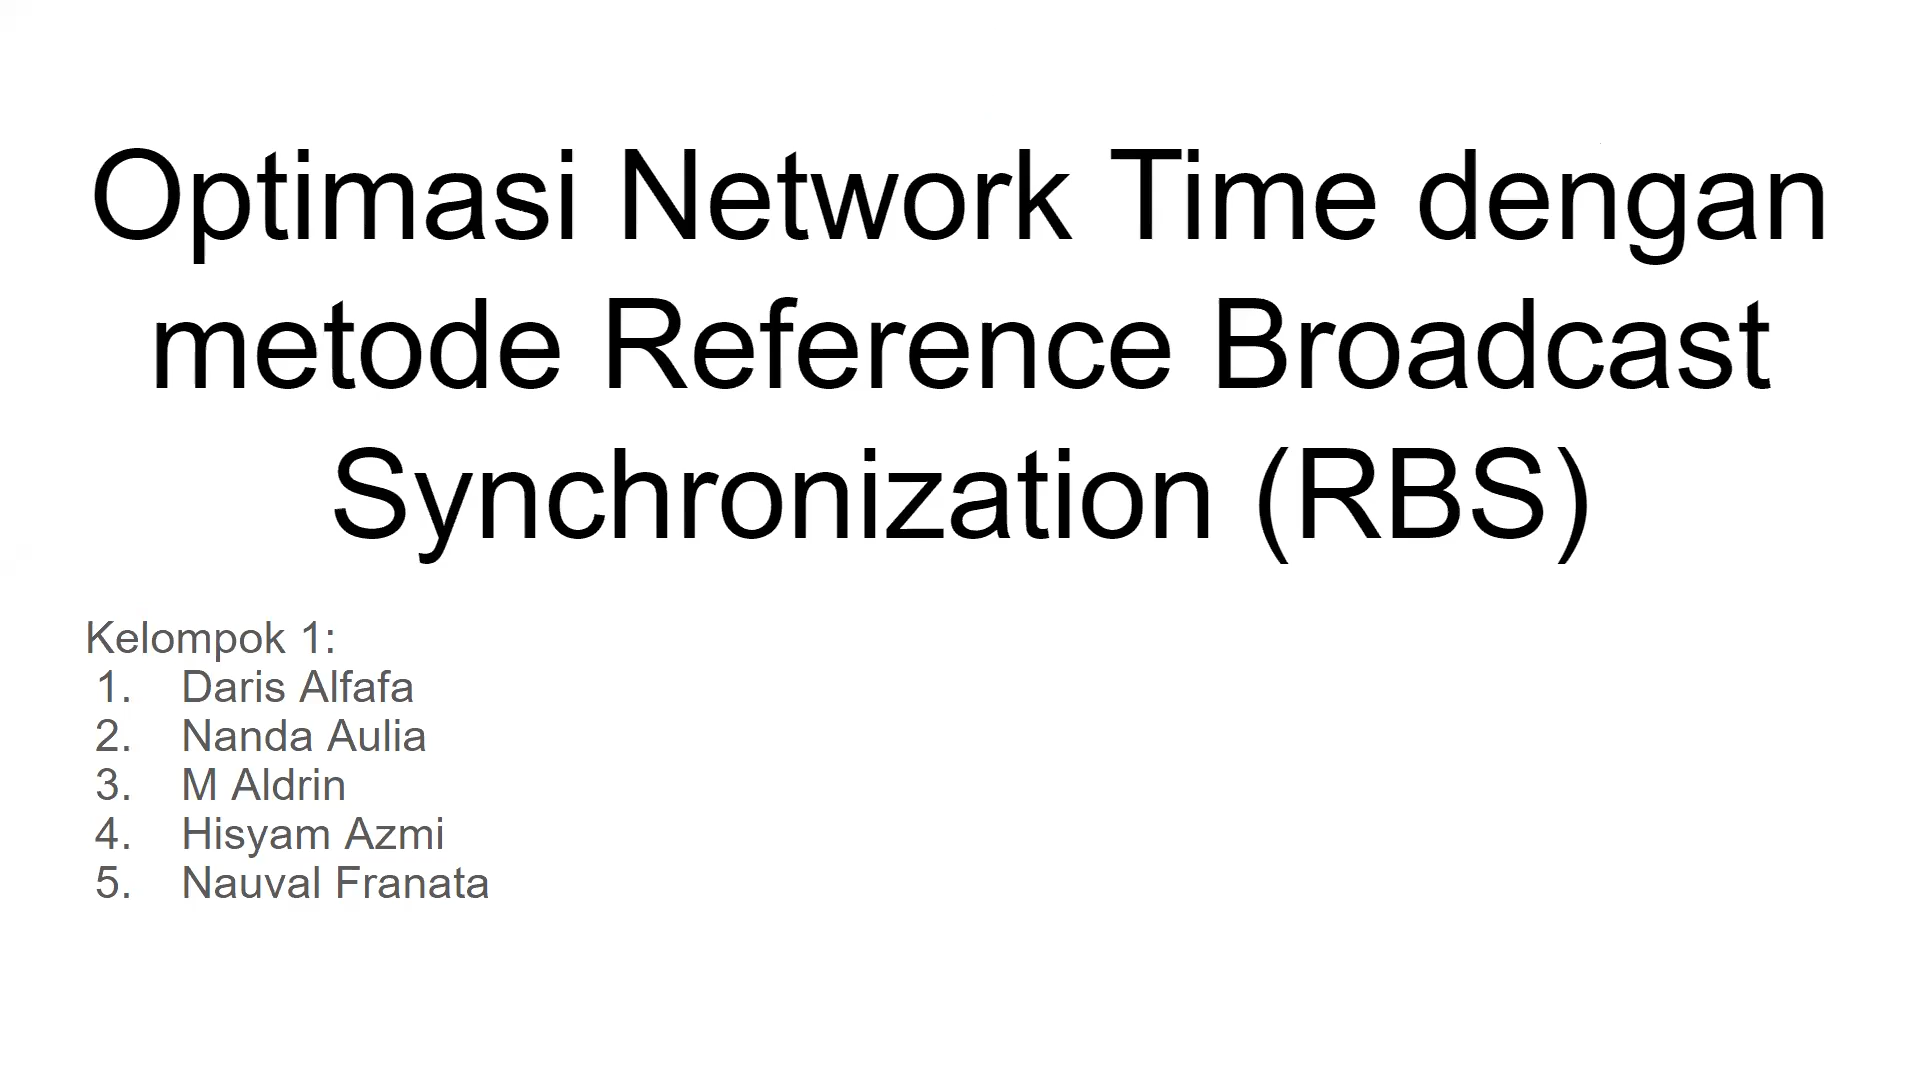 Optimasi Network Time dengan
metode Reference Broadcast
Synchronization (RBS)
Kelompok 1:
1. Daris Alfafa
2. Nanda Aulia
3. M Aldrin
4. Hisyam Azmi
5. Nauval Franata